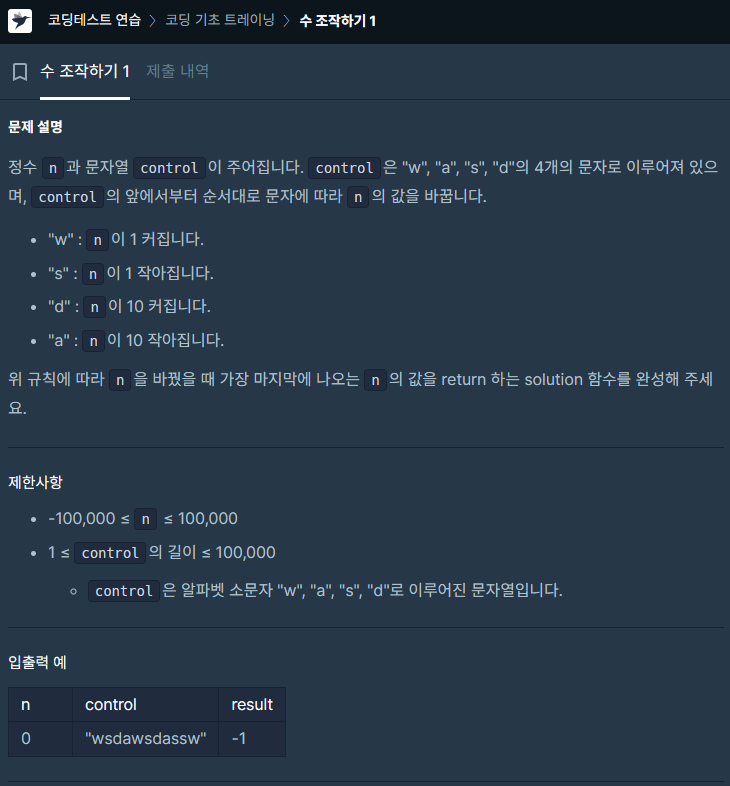 코딩테스트 연습 > 코딩 기초 트레이닝 > 수 조작하기 1
수 조작하기 1 제출 내역
문제 설명
정수 n과 문자열 control이 주어집니다. control은 "w", "a", "s", "d"의 4개의 문자로 이루어져 있으
며, control의 앞에서부터 순서대로 문자에 따라 n의 값을 바꿉니다.
• "w" : n이 1 커집니다.
• "s" : n이 1 작아집니다.
• "d" : n이 10 커집니다.
• "a" : n이 10 작아집니다.
위 규칙에 따라 n을 바꿨을 때 가장 마지막에 나오는 n의 값을 return 하는 solution 함수를 완성해 주세
요.
제한사항
• -100,000 ≤ n ≤ 100,000
• 1 ≤ control의 길이 ≤ 100,000
◦ control은 알파벳 소문자 "w", "a", "s", "d"로 이루어진 문자열입니다.
입출력 예
n control result
0 "wsdawsdassw" -1